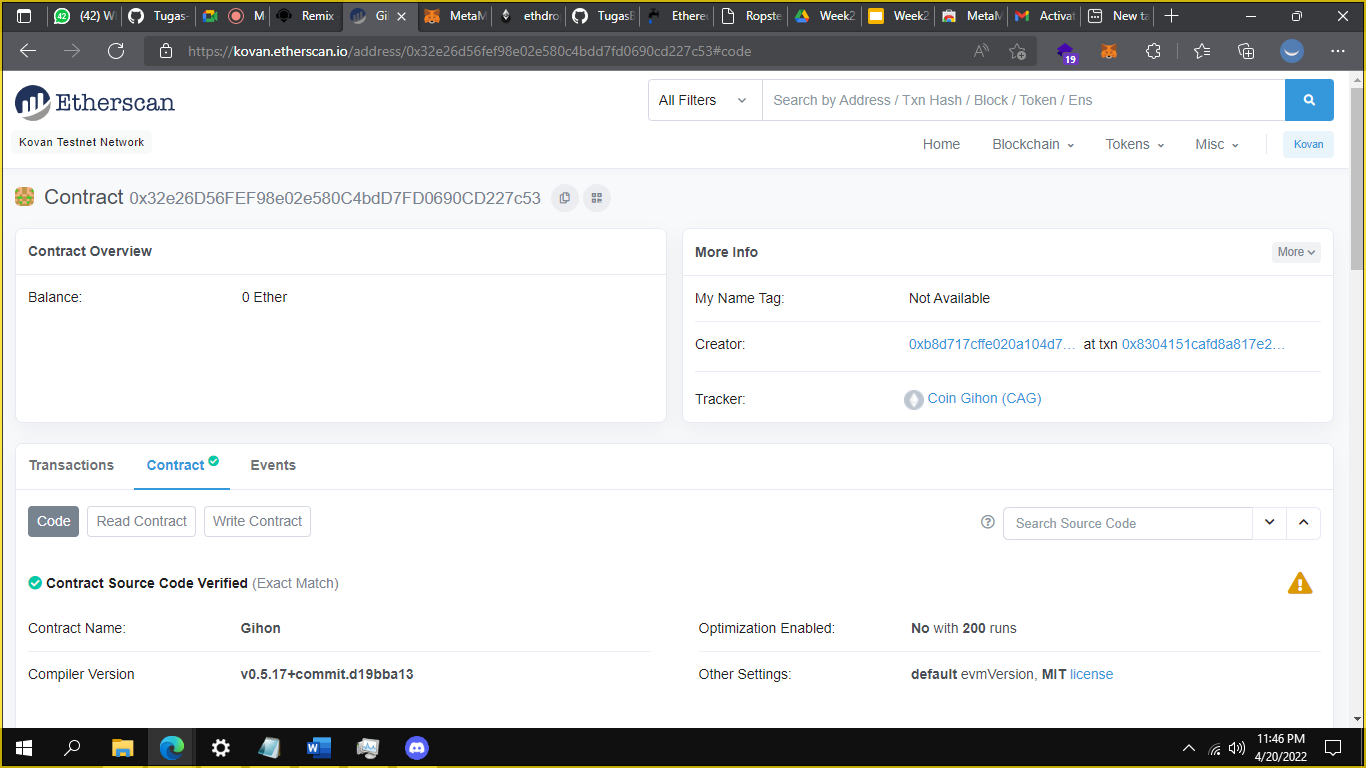 (42) W
Tugas-
M
Remix
Gi
MetaM
ethdro
TugasB
Ethere
Ropste
Week2
Week2
MetaM
Activat
New ta
https://kovan.etherscan.io/address/0x32e26d56fef98e02e580c4bdd7fd0690cd227c53#code
19
Etherscan
All Filters
Search by Address / Txn Hash / Block / Token / Ens
Kovan Testnet Network
Home
Blockchain
Tokens
Misc
Kovan
Contract 0x32e26D56FEF98e02e580C4bdD7FD0690CD227c53
Contract Overview
Balance:
0 Ether
More Info
More
My Name Tag:
Not Available
Creator:
0xb8d717cffe020a104d7... at txn 0x8304151cafd8a817e2...
Tracker:
Coin Gihon (CAG)
Transactions
Contract
Events
Code
Read Contract
Write Contract
Search Source Code
Contract Source Code Verified (Exact Match)
Contract Name:
Gihon
Optimization Enabled:
No with 200 runs
Compiler Version
v0.5.17+commit.d19bba13
Other Settings:
default evmVersion, MIT license
11:46 PM
4/20/2022